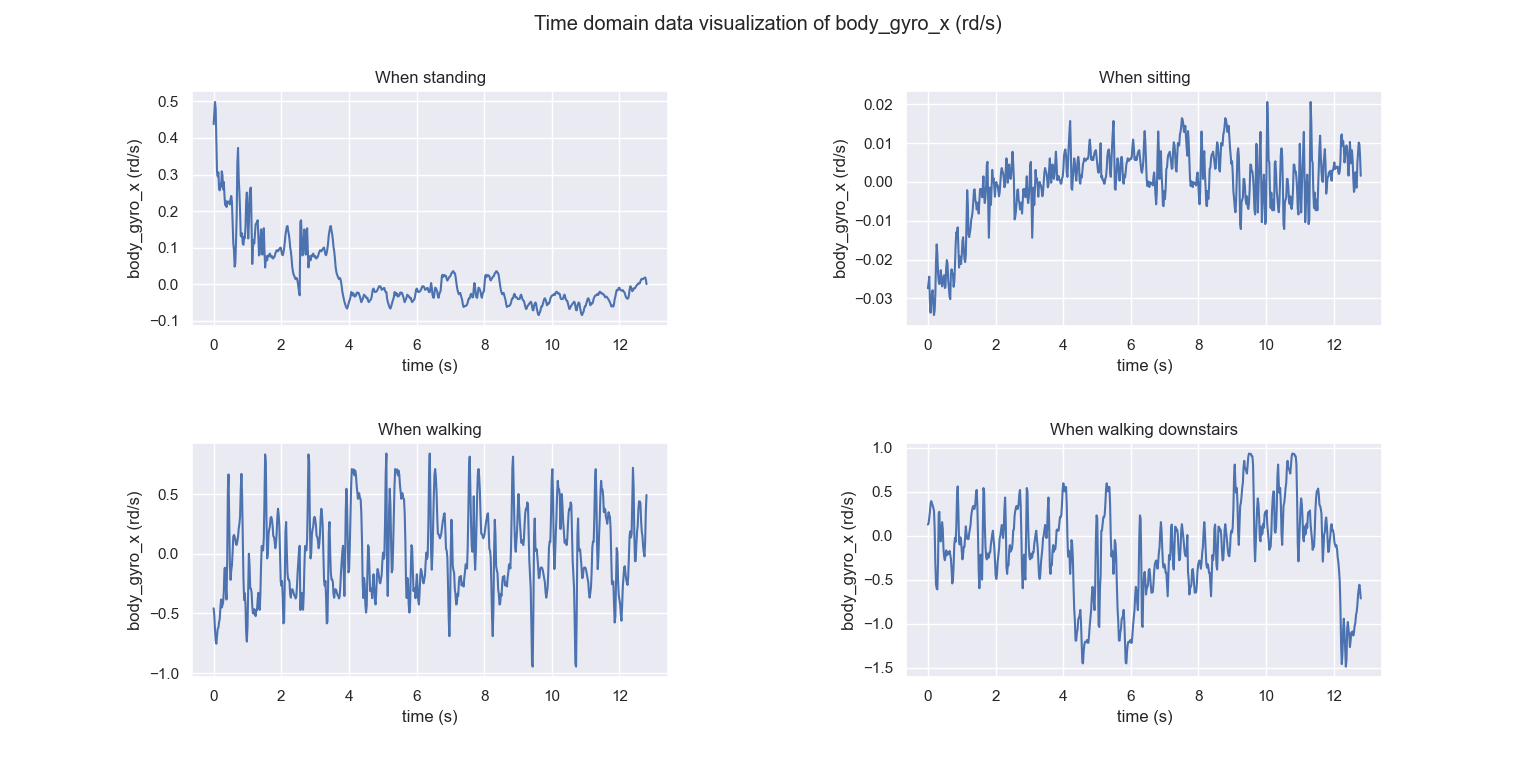 Time domain data visualization of body_gyro_x (rd/s)
When standing
body_gyro_x (rd/s)
0.5
0.4
0.3
0.2
0.1
0.0
−0.1
0 2 4 6 8 10 12
time (s)
When sitting
body_gyro_x (rd/s)
0.02
0.01
0.00
−0.01
−0.02
−0.03
0 2 4 6 8 10 12
time (s)
When walking
body_gyro_x (rd/s)
0.5
0.0
−0.5
−1.0
0 2 4 6 8 10 12
time (s)
When walking downstairs
body_gyro_x (rd/s)
1.0
0.5
0.0
−0.5
−1.0
−1.5
0 2 4 6 8 10 12
time (s)